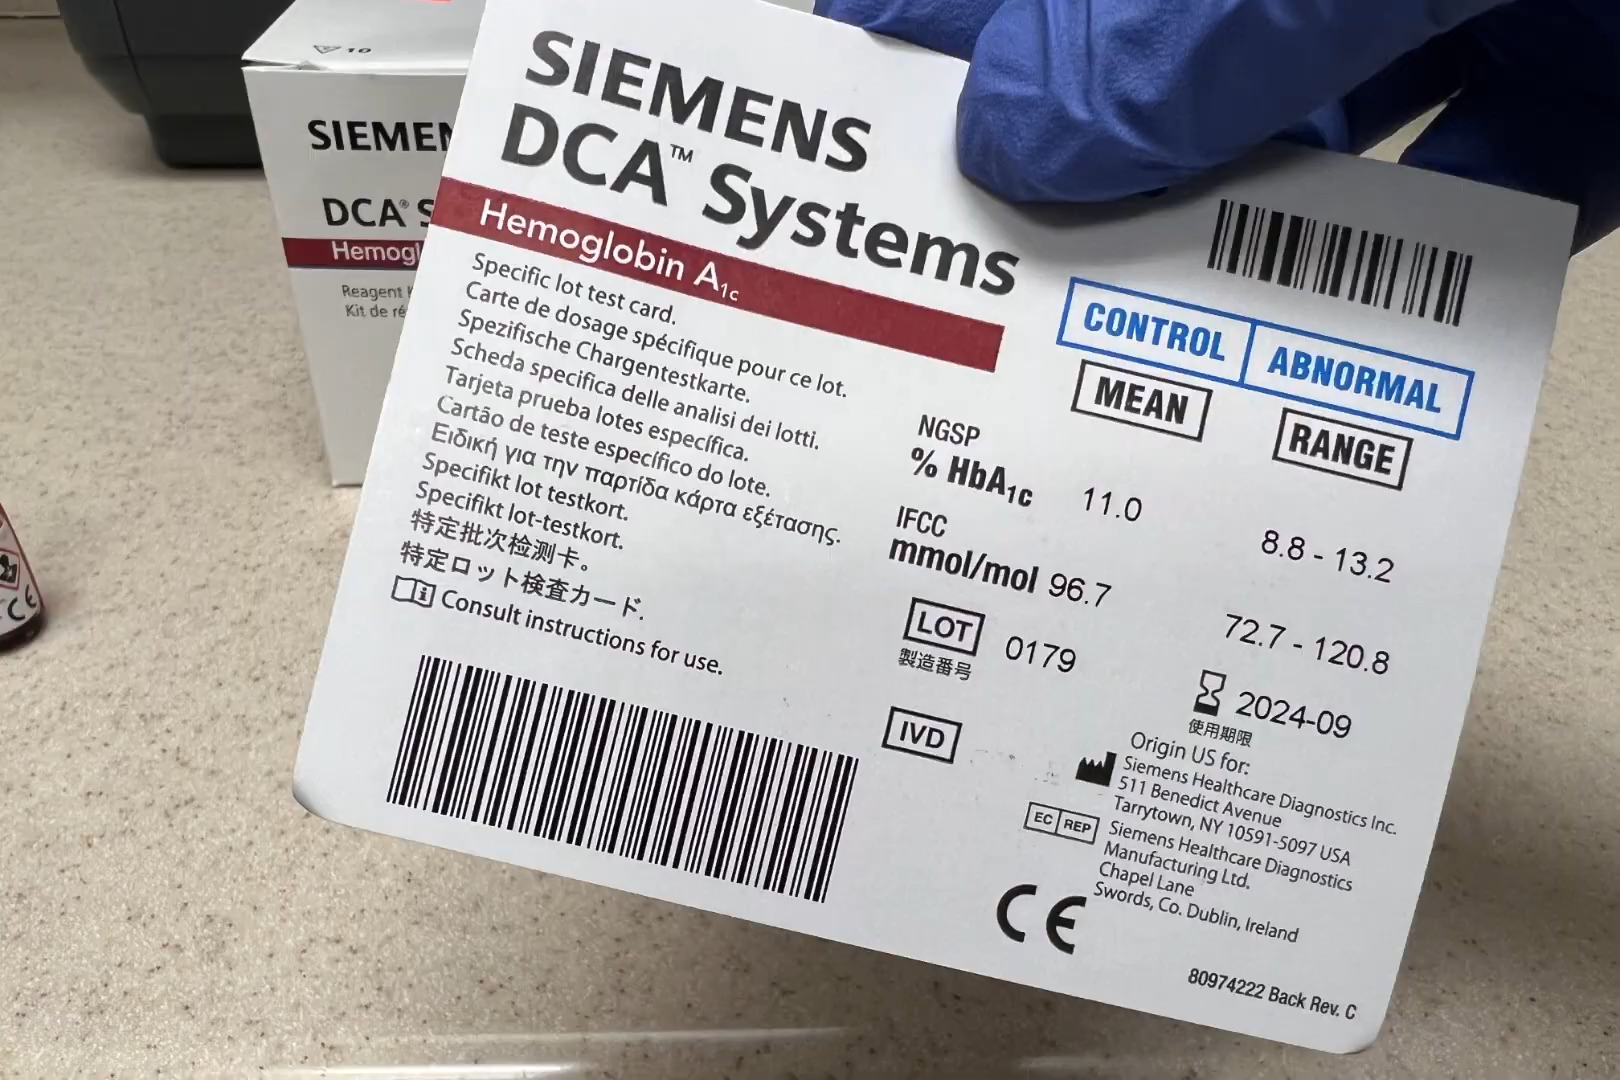 10
SIEMEN
DCA® S
Hemogl
Reagent
Kit de ré
SIEMENS
DCA™ Systems
Hemoglobin A1c
Specific lot test card.
Carte de dosage spécifique pour ce lot.
Spezifische Chargentestkarte.
Scheda specifica delle analisi dei lotti.
Tarjeta prueba lotes específica.
Cartão de teste específico do lote.
Ειδική για την παρτίδα κάρτα εξέτασης.
Specifikt lot testkort.
Specifikt lot-testkort.
特定批次检测卡。
特定ロット検査カード.
Consult instructions for use.
CONTROL ABNORMAL
MEAN RANGE
NGSP
% HbA1c 11.0 8.8 - 13.2
IFCC
mmol/mol 96.7 72.7 - 120.8
LOT 0179
製造番号
2024-09
使用期限
IVD
Origin US for:
Siemens Healthcare Diagnostics Inc.
511 Benedict Avenue
Tarrytown, NY 10591-5097 USA
EC REP Siemens Healthcare Diagnostics
Manufacturing Ltd.
Chapel Lane
Swords, Co. Dublin, Ireland
CE
80974222 Back Rev. C
CE